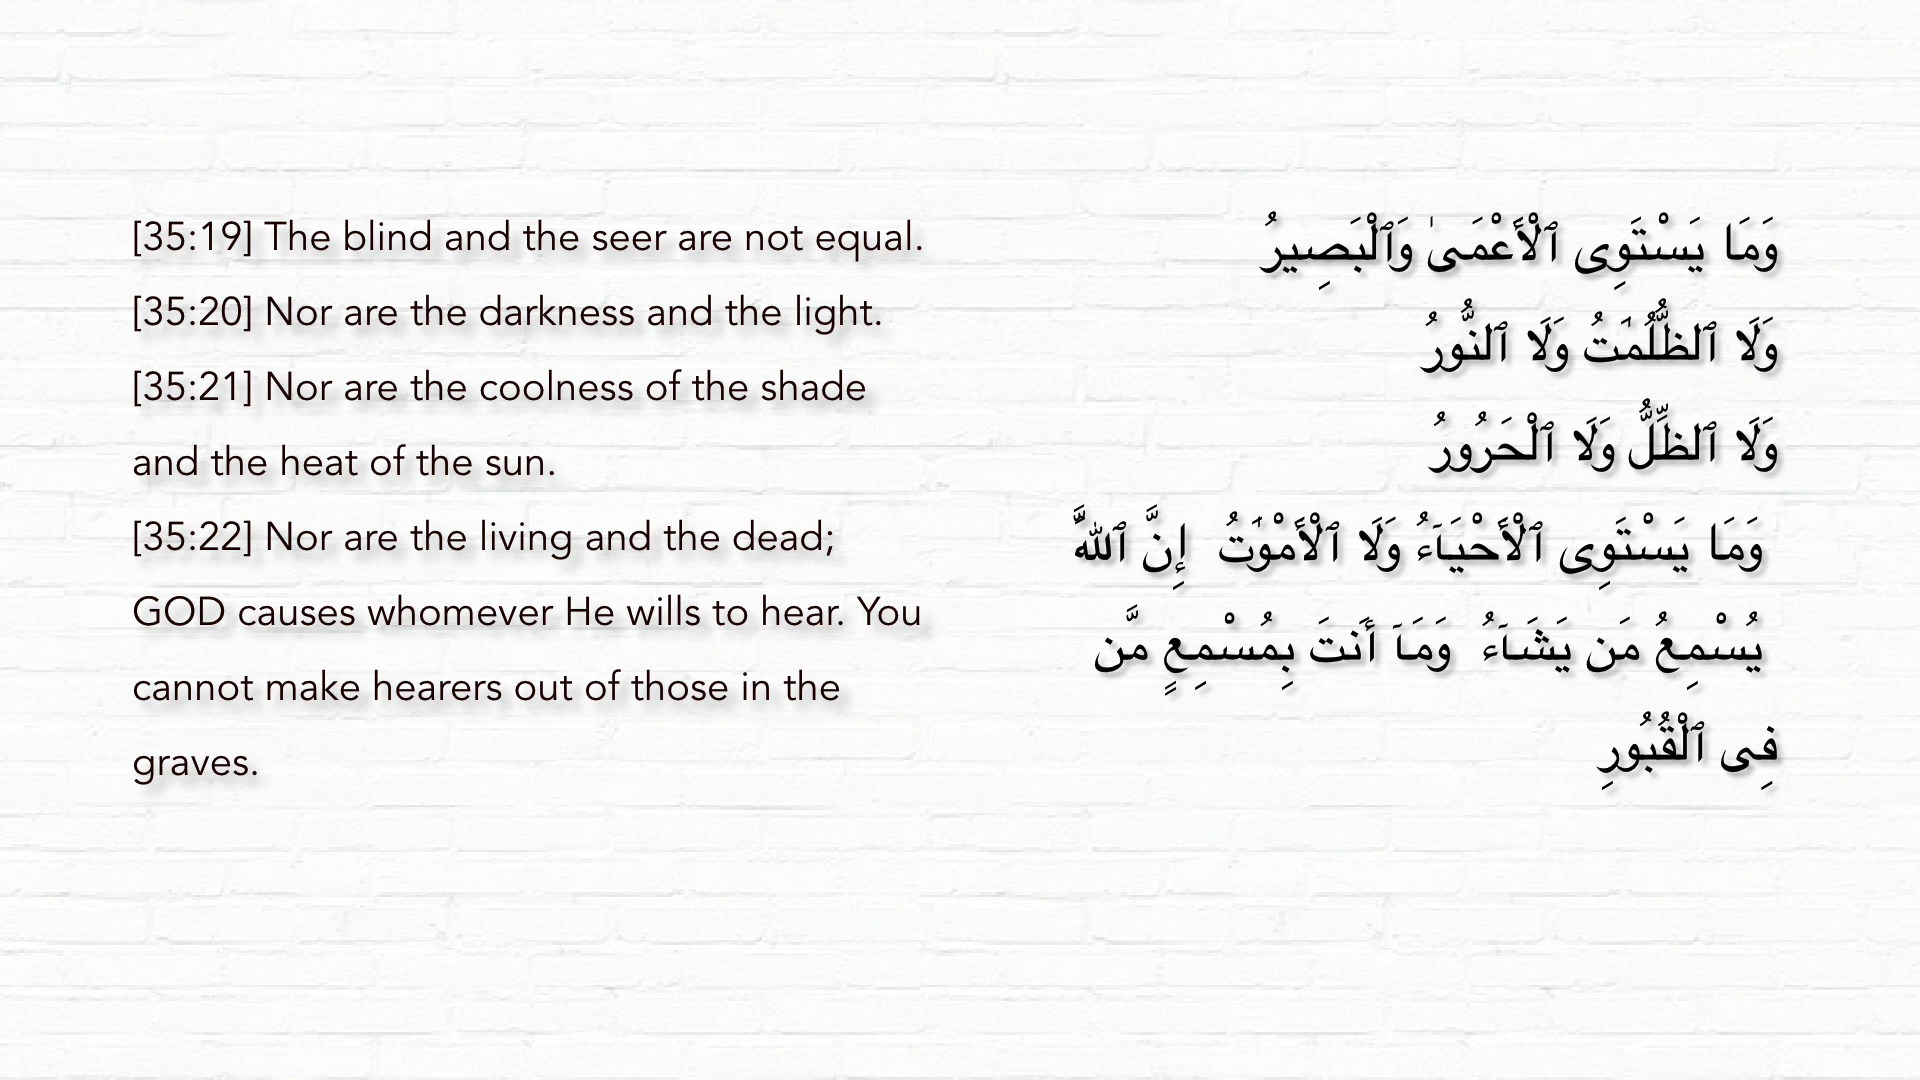 [35:19] The blind and the seer are not equal.
[35:20] Nor are the darkness and the light.
[35:21] Nor are the coolness of the shade
and the heat of the sun.
[35:22] Nor are the living and the dead;
GOD causes whomever He wills to hear. You
cannot make hearers out of those in the
graves.
وَمَا يَسْتَوِى ٱلْأَعْمَىٰ وَٱلْبَصِيرُ
وَلَا ٱلظُّلُمَٰتُ وَلَا ٱلنُّورُ
وَلَا ٱلظِّلُّ وَلَا ٱلْحَرُورُ
وَمَا يَسْتَوِى ٱلْأَحْيَآءُ وَلَا ٱلْأَمْوَٰتُ إِنَّ ٱللَّهَ
يُسْمِعُ مَن يَشَآءُ وَمَآ أَنتَ بِمُسْمِعٍ مَّن
فِى ٱلْقُبُورِ